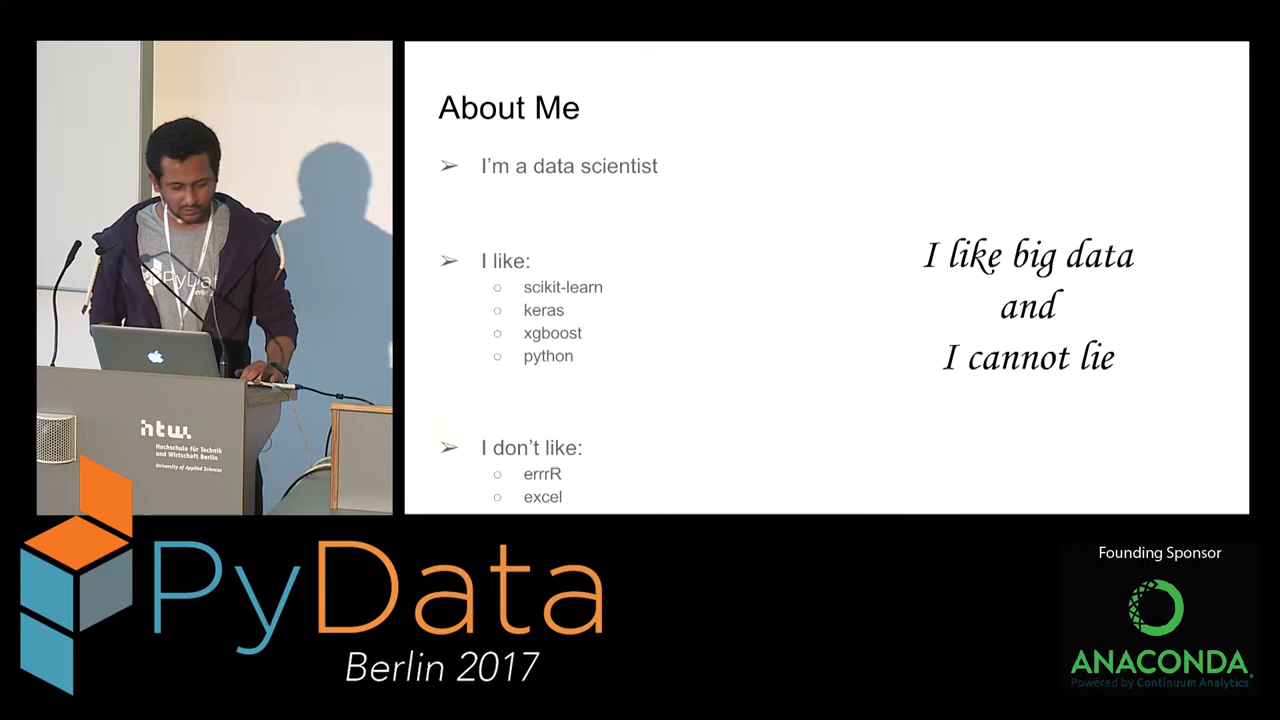 About Me
➢ I'm a data scientist
➢ I like:
○ scikit-learn
○ keras
○ xgboost
○ python
➢ I don't like:
○ errrR
○ excel
I like big data
and
I cannot lie
PyData
Berlin 2
htw
Hochschule für Technik
und Wirtschaft Berlin
University of Applied Sciences
PyData
Berlin 2017
Founding Sponsor
ANACONDA
Powered by Continuum Analytics